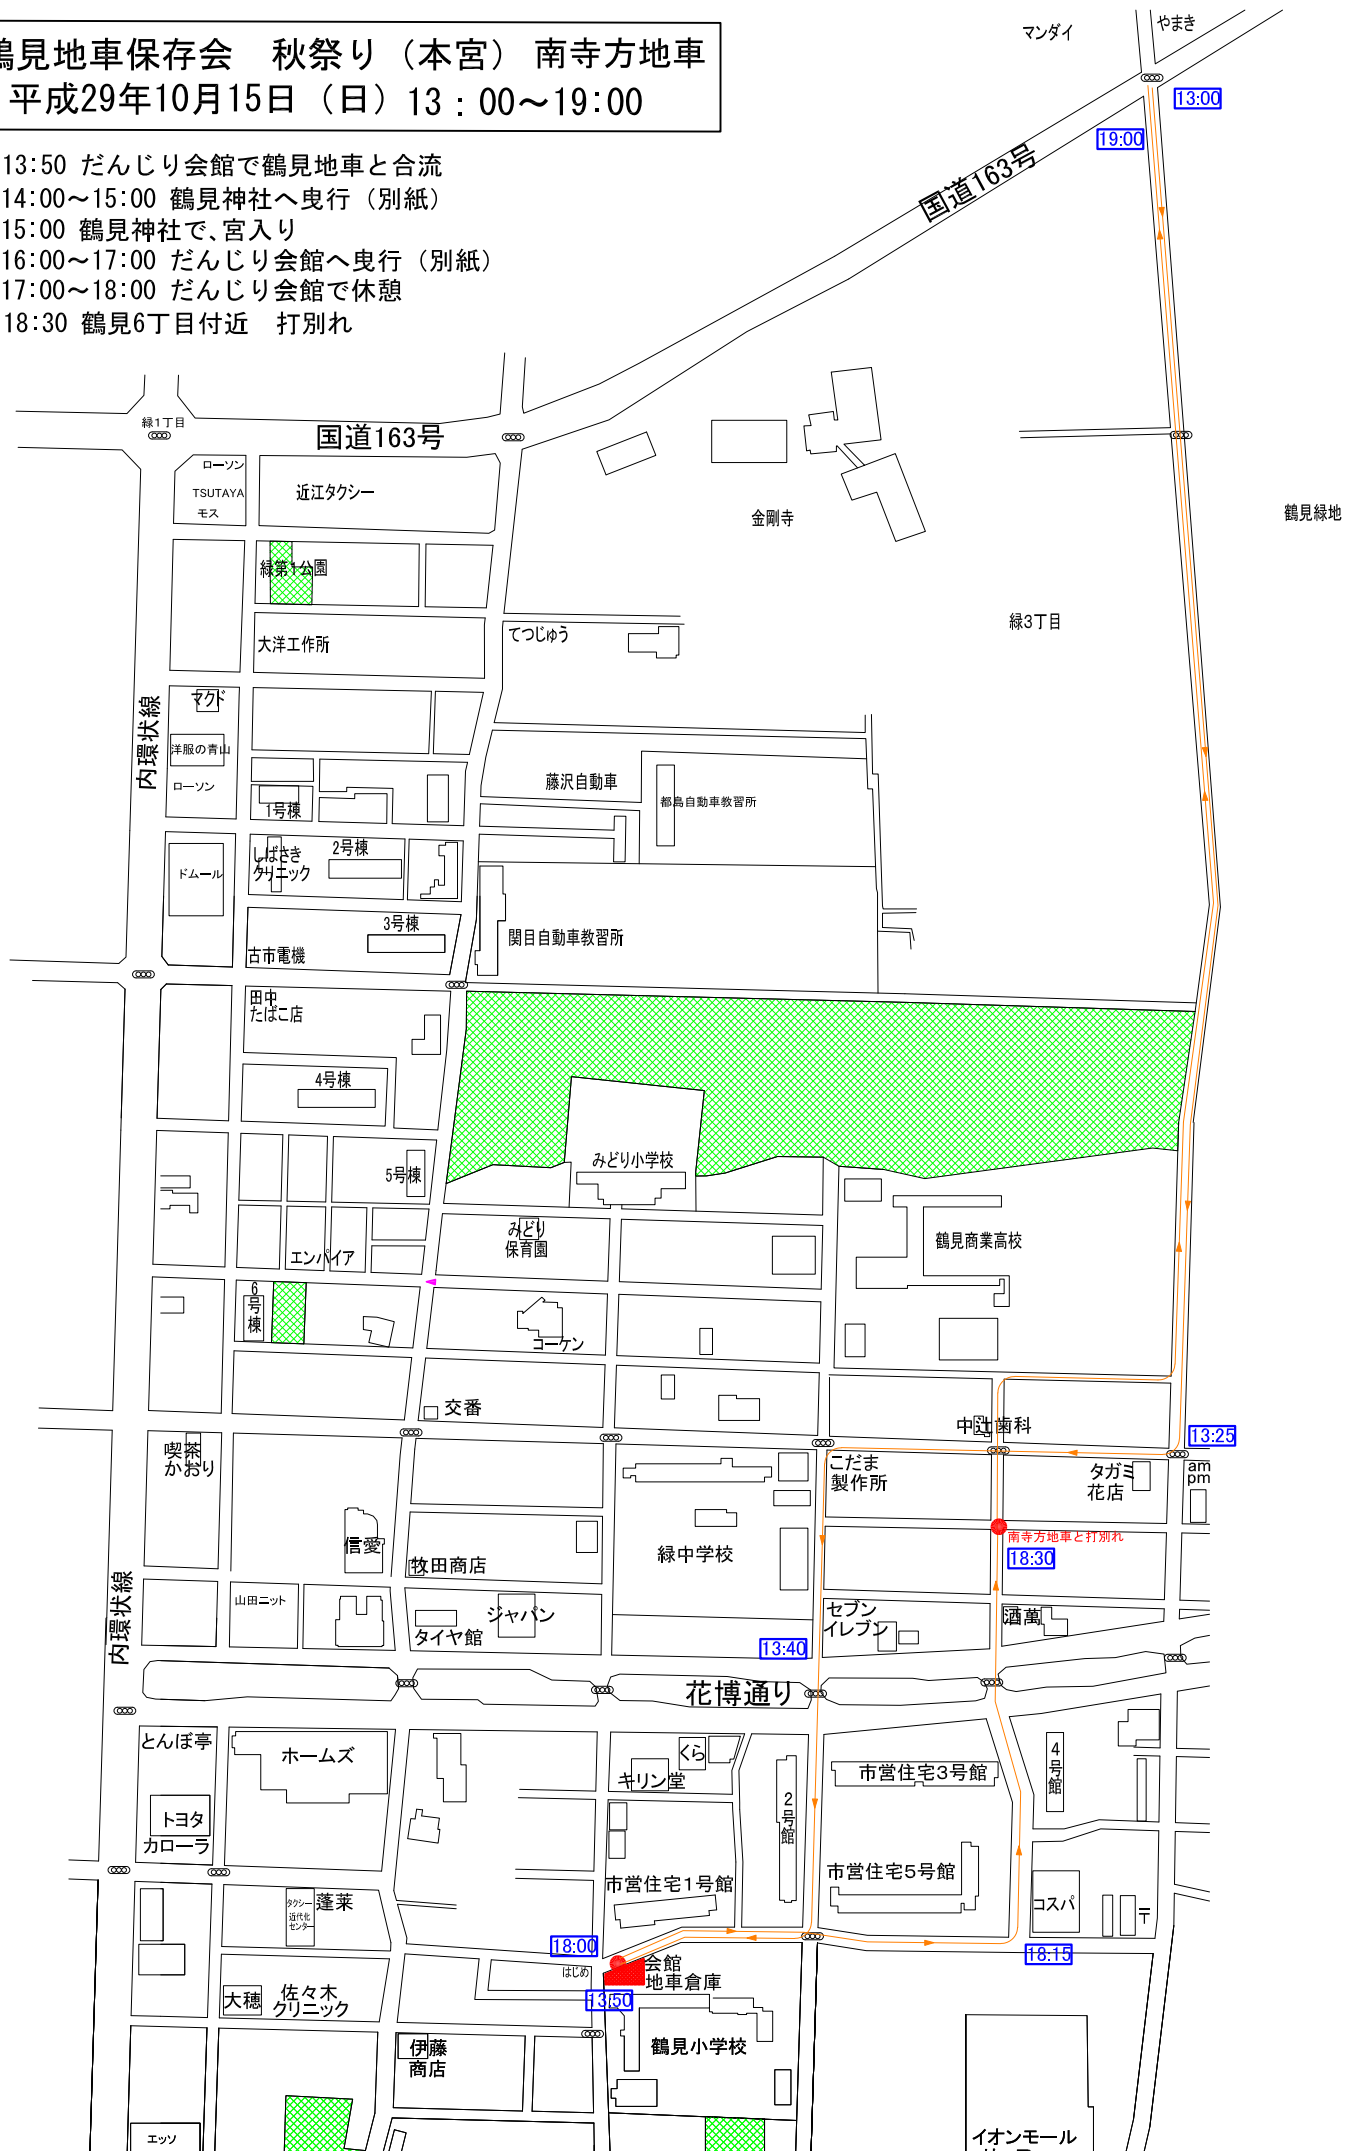 鶴見地車保存会　秋祭り（本宮）南寺方地車
平成29年10月15日（日）13：00～19:00
13:50 だんじり会館で鶴見地車と合流
14:00～15:00 鶴見神社へ曳行（別紙）
15:00 鶴見神社で、宮入り
16:00～17:00 だんじり会館へ曳行（別紙）
17:00～18:00 だんじり会館で休憩
18:30 鶴見6丁目付近　打別れ
マンダイ
やまき
13:00
19:00
国道163号
緑1丁目
国道163号
ローソン
TSUTAYA
モス
近江タクシー
金剛寺
鶴見緑地
緑第1公園
緑3丁目
大洋工作所
てつじゅう
マクド
内環状線
洋服の青山
ローソン
藤沢自動車
都島自動車教習所
1号棟
しばさき
クリニック
2号棟
ドムール
3号棟
関目自動車教習所
古市電機
田中
たばこ店
4号棟
みどり小学校
5号棟
みどり
保育園
鶴見商業高校
エンパイア
6号棟
コーケン
交番
中辻歯科
13:25
喫茶
かおり
こだま
製作所
タガミ
花店
am
pm
信愛
牧田商店
緑中学校
南寺方地車と打別れ
18:30
内環状線
山田ニット
ジャパン
タイヤ館
セブン
イレブン
酒萬
13:40
花博通り
とんぼ亭
ホームズ
くら
キリン堂
市営住宅3号館
4号館
2号館
トヨタ
カローラ
市営住宅1号館
市営住宅5号館
タクシー
近代化
センター
蓬莱
コスパ
〒
18:00
会館
地車倉庫
はじめ
18:15
13:50
大穂
佐々木
クリニック
伊藤
商店
鶴見小学校
エッソ
イオンモール